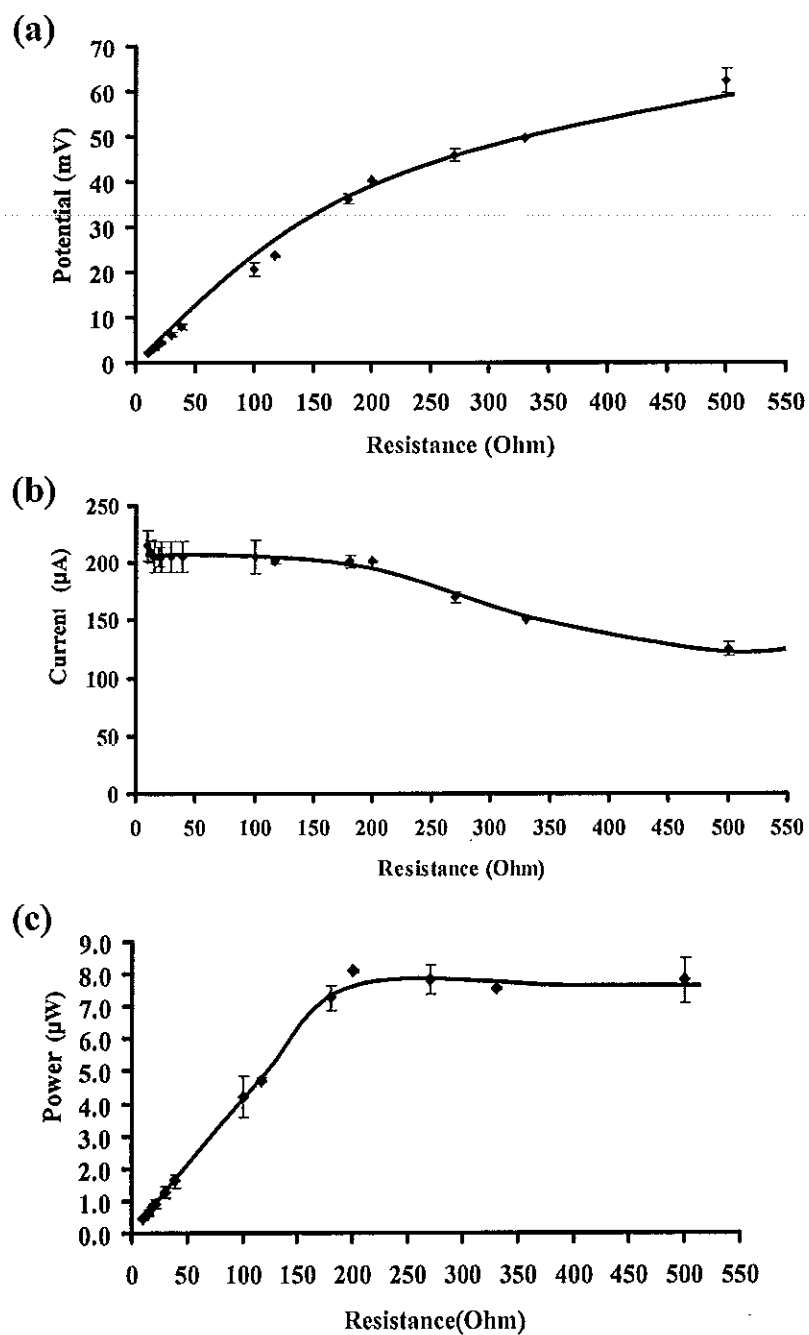 (a)
70
60
50
40
30
20
10
0
Potential (mV)
0 50 100 150 200 250 300 350 400 450 500 550
Resistance (Ohm)
(b)
250
200
150
100
50
0
Current (µA)
0 50 100 150 200 250 300 350 400 450 500 550
Resistance (Ohm)
(c)
9.0
8.0
7.0
6.0
5.0
4.0
3.0
2.0
1.0
0.0
Power (µW)
0 50 100 150 200 250 300 350 400 450 500 550
Resistance(Ohm)